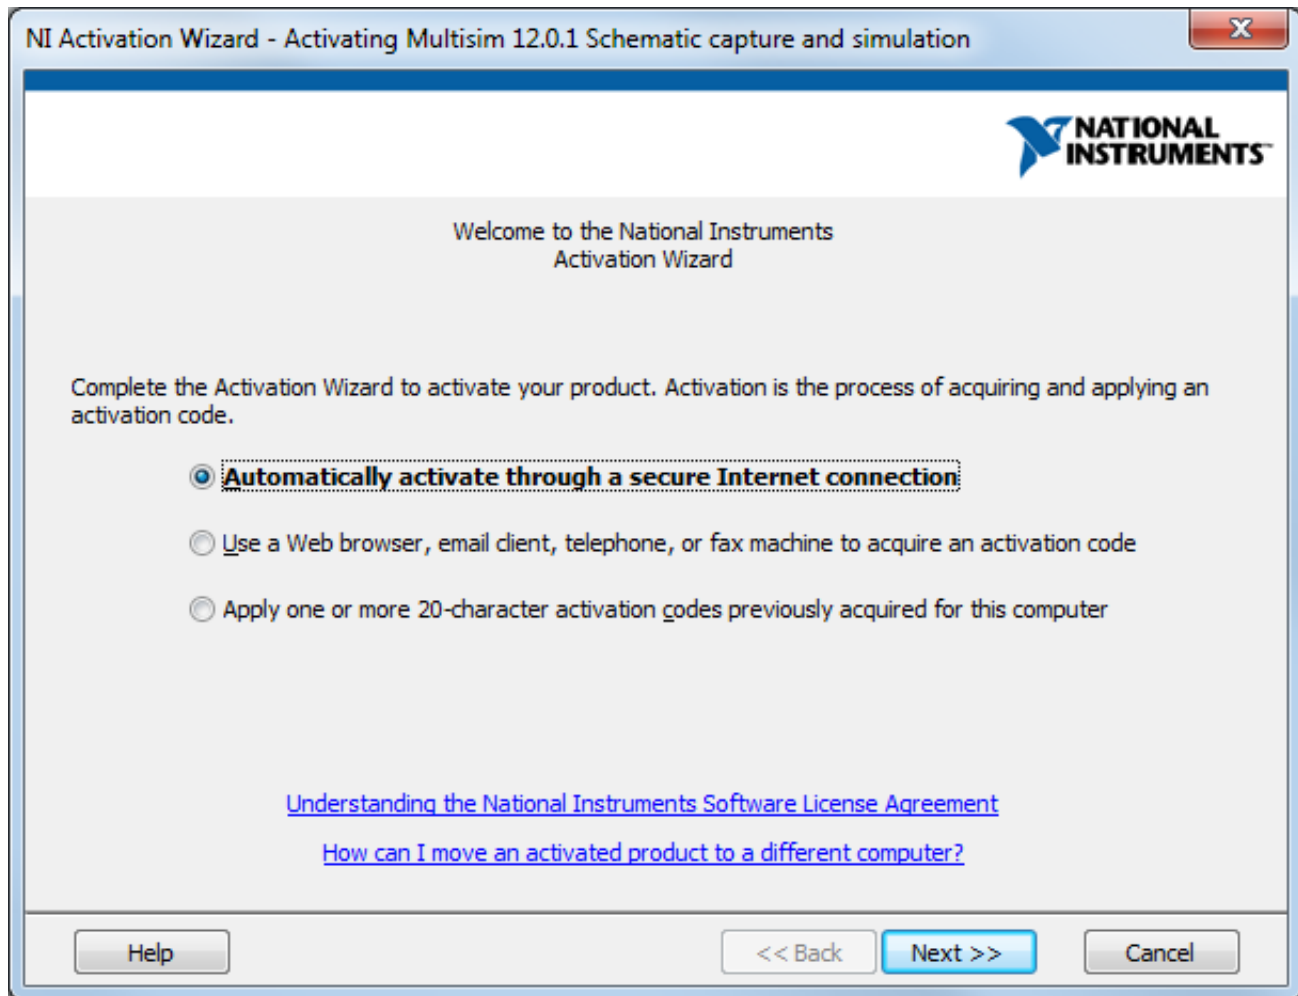 NI Activation Wizard - Activating Multisim 12.0.1 Schematic capture and simulation
NATIONAL
INSTRUMENTS™
Welcome to the National Instruments
Activation Wizard
Complete the Activation Wizard to activate your product. Activation is the process of acquiring and applying an
activation code.
Automatically activate through a secure Internet connection
Use a Web browser, email client, telephone, or fax machine to acquire an activation code
Apply one or more 20-character activation codes previously acquired for this computer
Understanding the National Instruments Software License Agreement
How can I move an activated product to a different computer?
Help
<< Back
Next >>
Cancel